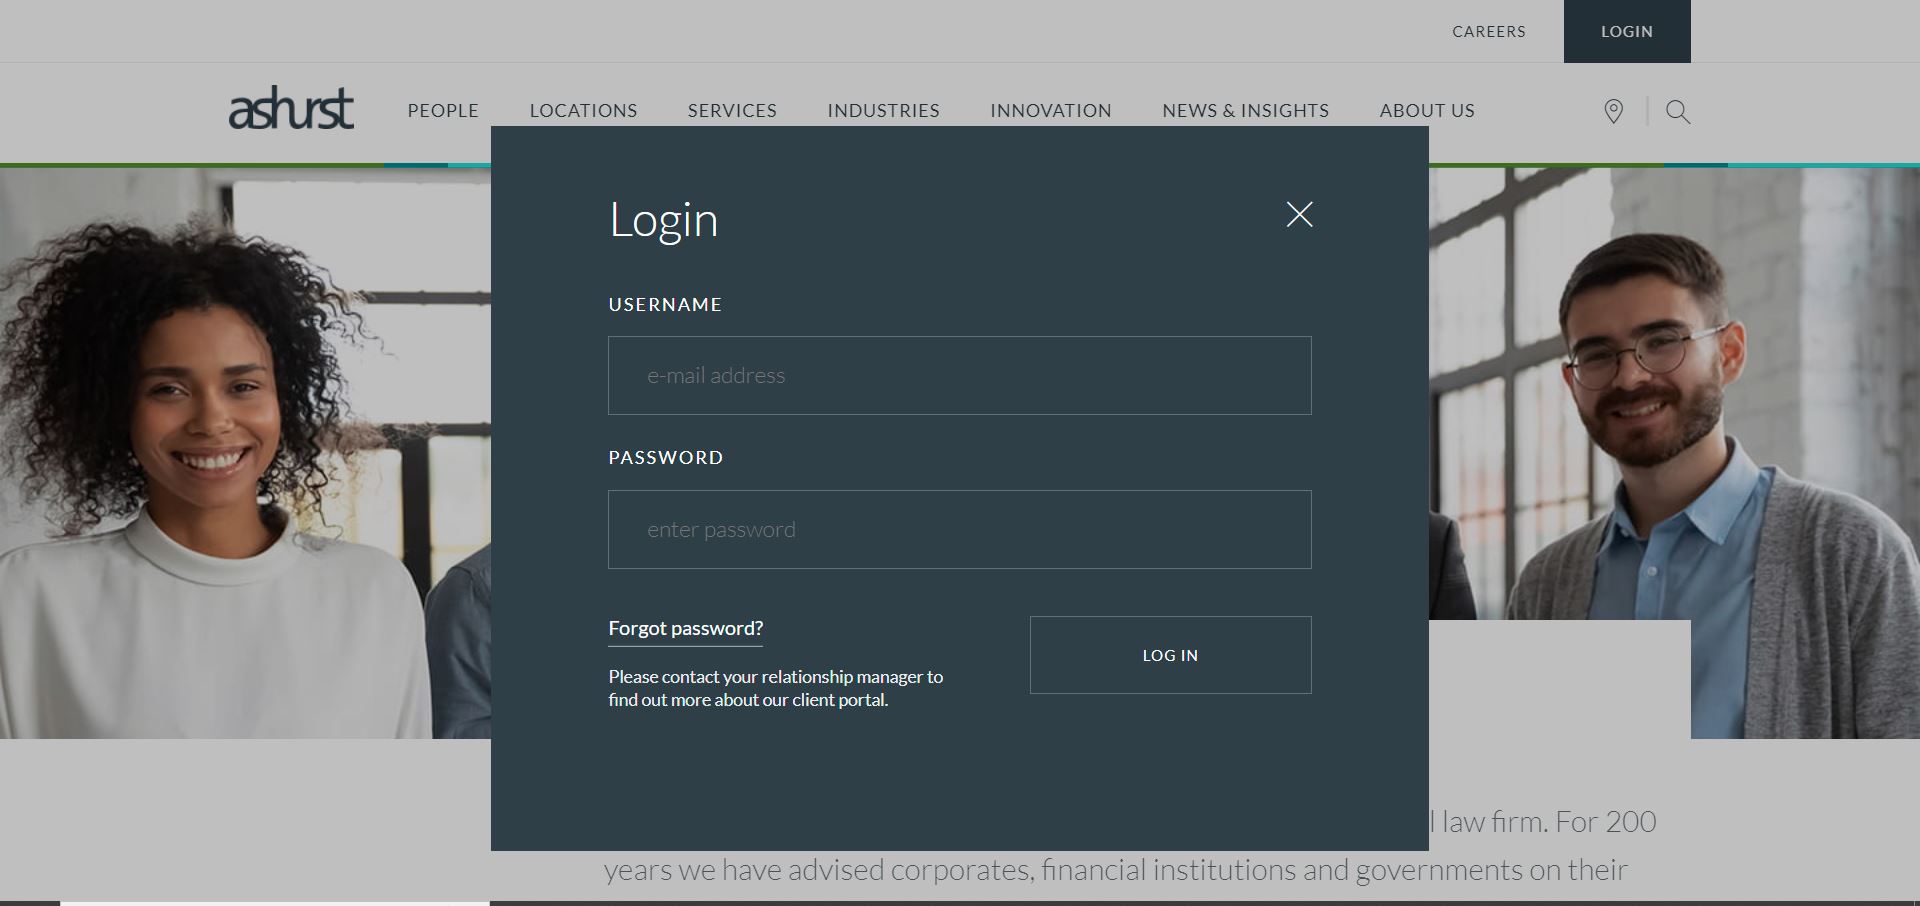 CAREERS
LOGIN
ashurst
PEOPLE
LOCATIONS
SERVICES
INDUSTRIES
INNOVATION
NEWS & INSIGHTS
ABOUT US
Login
USERNAME
e-mail address
PASSWORD
enter password
Forgot password?
LOG IN
Please contact your relationship manager to
find out more about our client portal.
law firm. For 200
years we have advised corporates, financial institutions and governments on their